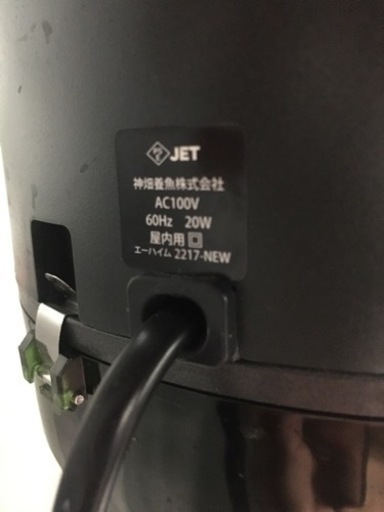 PSE JET
神畑養魚株式会社
AC100V
60Hz 20W
屋内用
エーハイム 2217-NEW